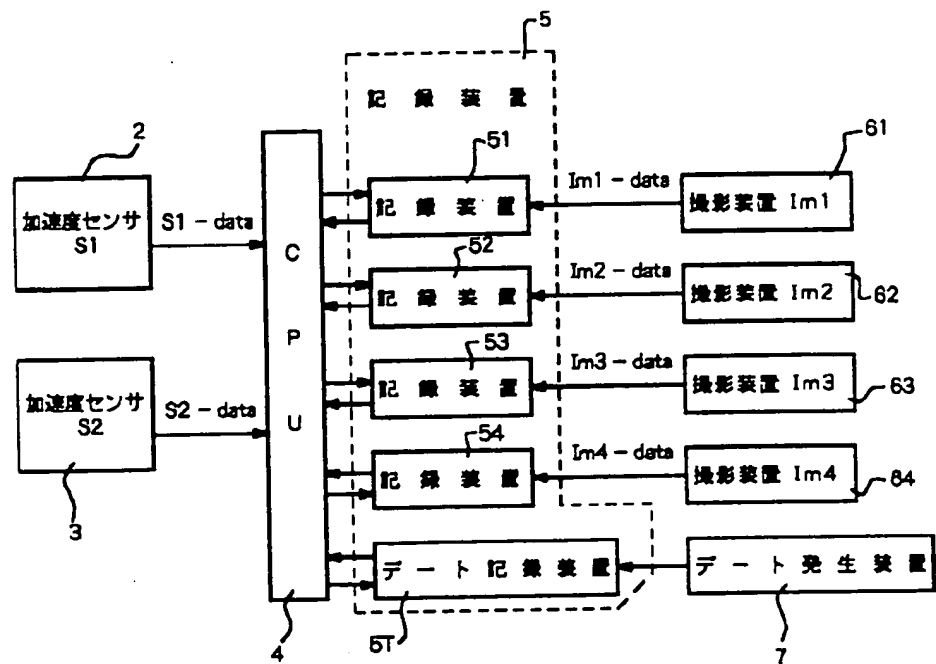 5
記録装置
2
加速度センサ
S1
S1-data
51
記録装置
Im1-data
61
撮影装置 Im1
52
記録装置
Im2-data
撮影装置 Im2
62
C
P
U
加速度センサ
S2
S2-data
3
53
記録装置
Im3-data
撮影装置 Im3
63
54
記録装置
Im4-data
撮影装置 Im4
64
データ記録装置
5T
データ発生装置
7
4